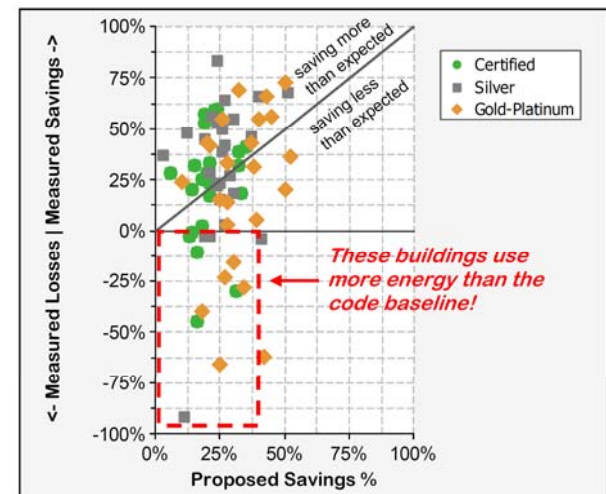 100%
75%
50%
25%
0%
-25%
-50%
-75%
-100%
<- Measured Losses | Measured Savings ->
saving more
than expected
saving less
than expected
Certified
Silver
Gold-Platinum
These buildings use
more energy than the
code baseline!
0%
25%
50%
75%
100%
Proposed Savings %